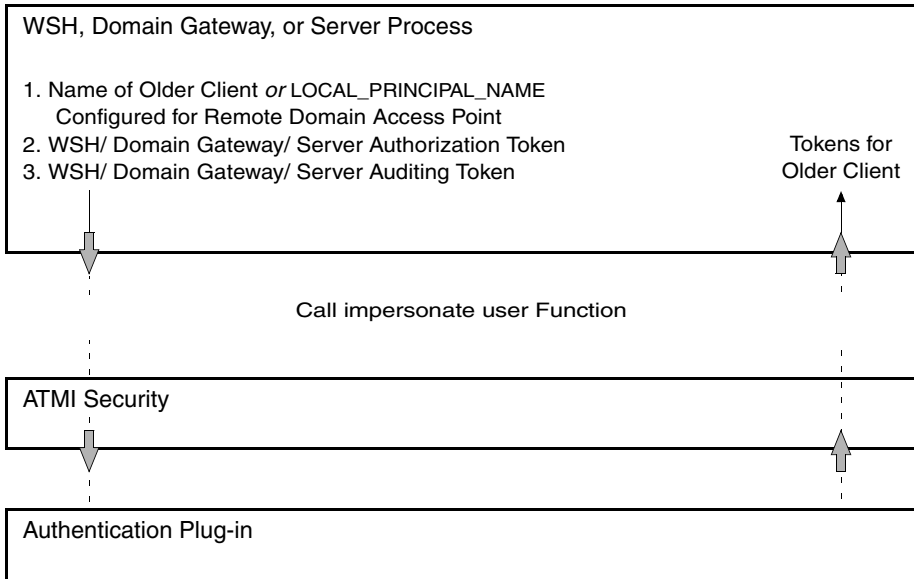 WSH, Domain Gateway, or Server Process
1. Name of Older Client or LOCAL_PRINCIPAL_NAME
Configured for Remote Domain Access Point
2. WSH/ Domain Gateway/ Server Authorization Token
3. WSH/ Domain Gateway/ Server Auditing Token
Tokens for
Older Client
Call impersonate user Function
ATMI Security
Authentication Plug-in